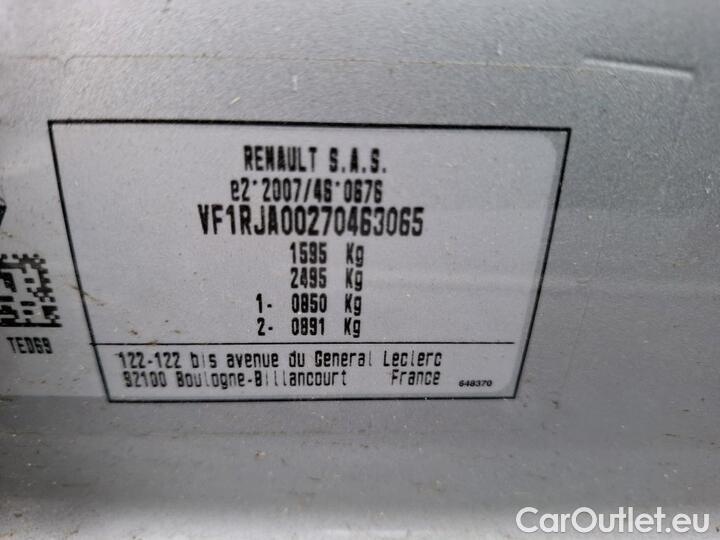 RENAULT S.A.S.
e2*2007/46*0676
VF1RJA00270463065
1595 Kg
2495 Kg
1- 0850 Kg
2- 0891 Kg
TED69
122-122 bis avenue du General Leclerc
92100 Boulogne-Billancourt France
648370
CarOutlet.eu